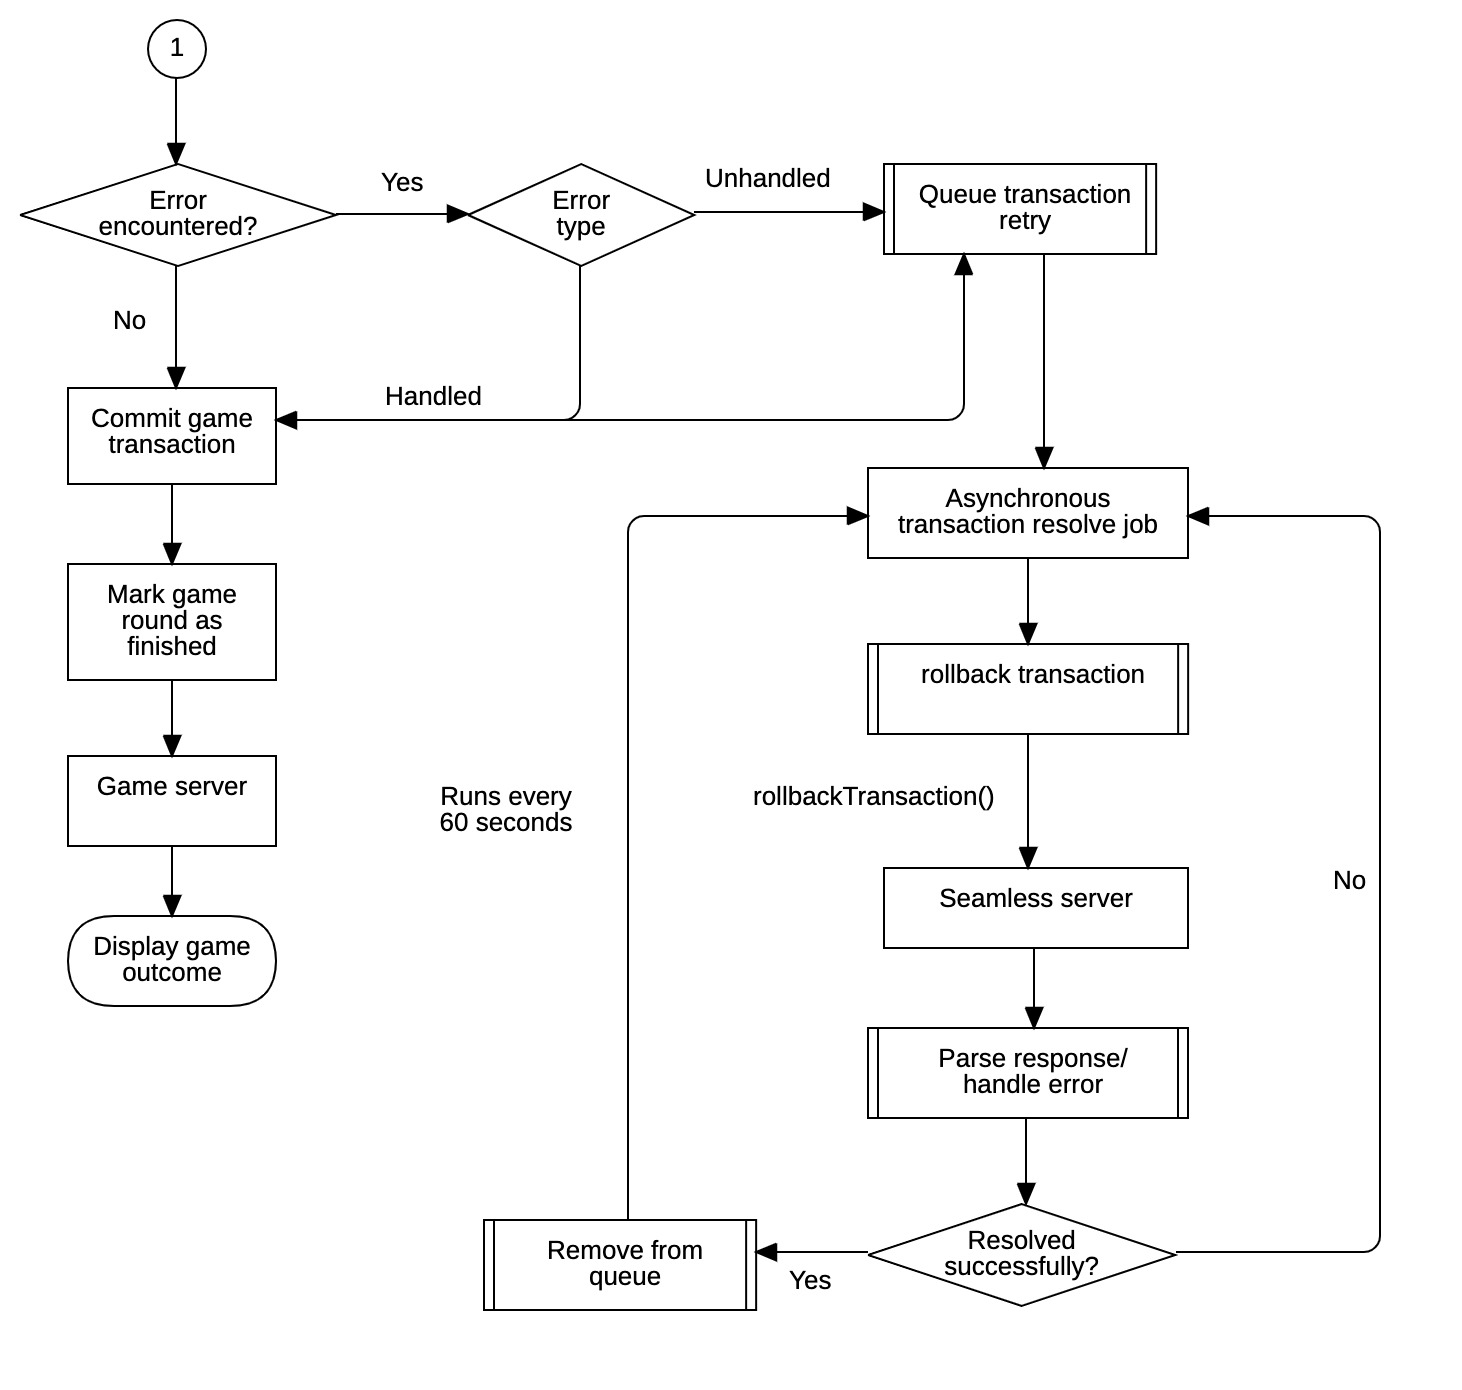 1
Error
encountered?
Yes
Error
type
Unhandled
Queue transaction
retry
No
Handled
Commit game
transaction
Asynchronous
transaction resolve job
Mark game
round as
finished
rollback transaction
Game server
Runs every
60 seconds
rollbackTransaction()
Seamless server
No
Display game
outcome
Parse response/
handle error
Resolved
successfully?
Yes
Remove from
queue